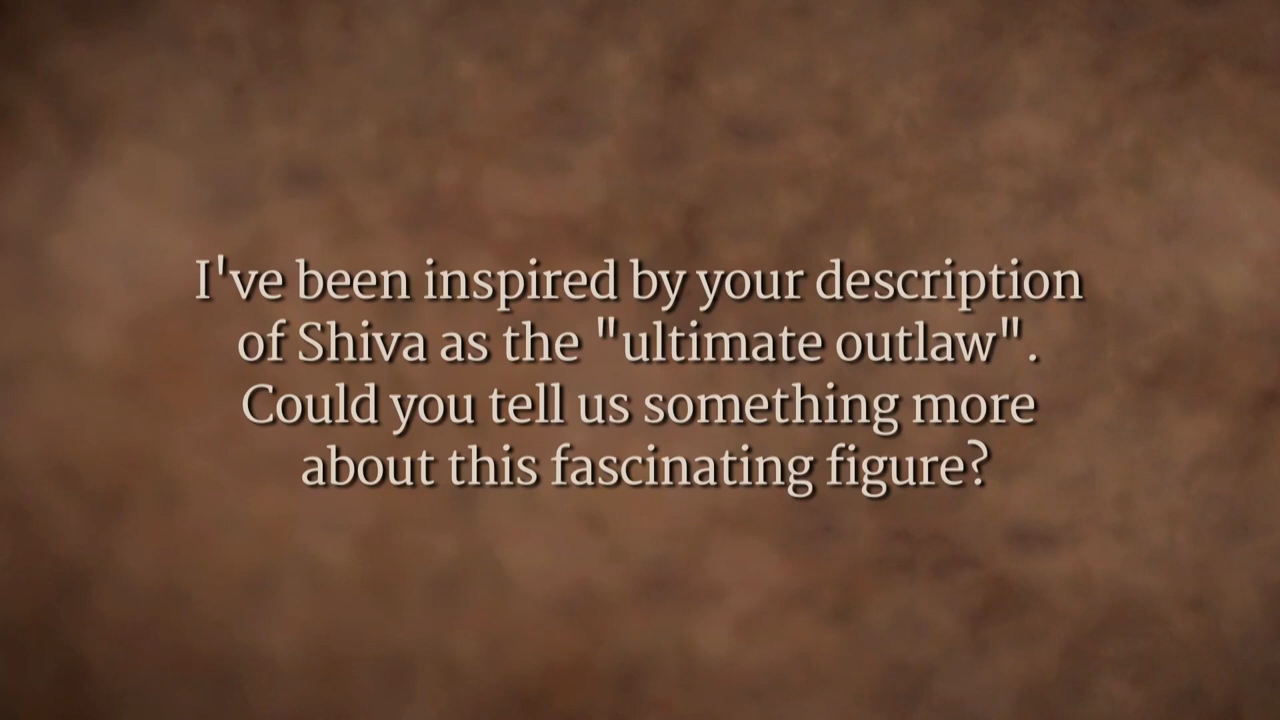 I've been inspired by your description
of Shiva as the "ultimate outlaw".
Could you tell us something more
about this fascinating figure?